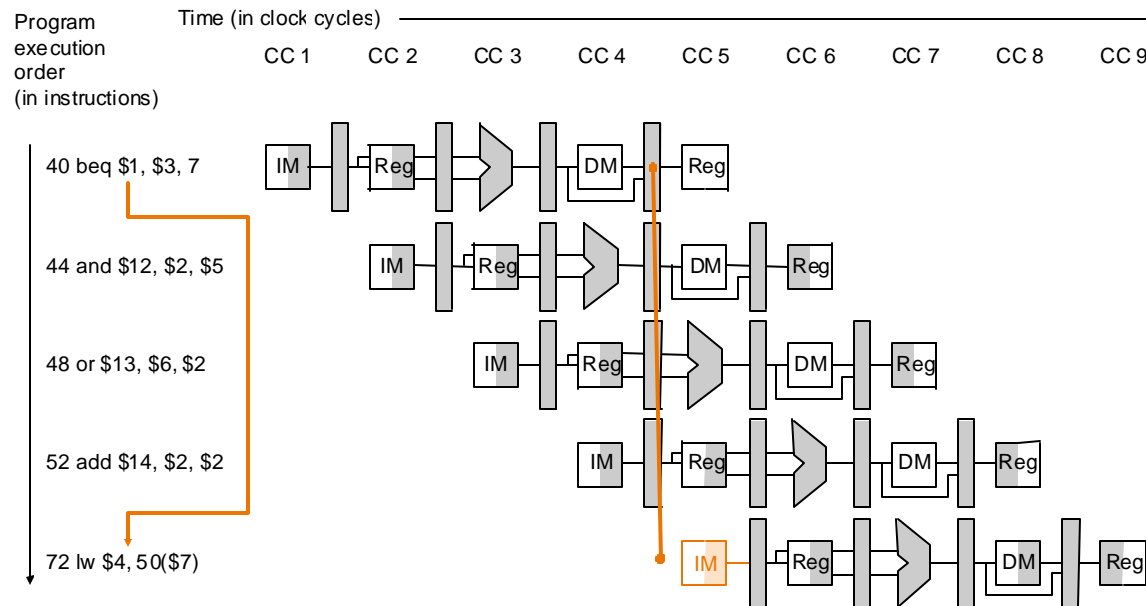 Time (in clock cycles)
Program
execution
order
(in instructions)
CC 1 CC 2 CC 3 CC 4 CC 5 CC 6 CC 7 CC 8 CC 9
40 beq $1, $3, 7
IM Reg DM Reg
44 and $12, $2, $5
IM Reg DM Reg
48 or $13, $6, $2
IM Reg DM Reg
52 add $14, $2, $2
IM Reg DM Reg
72 lw $4, 50($7)
IM Reg DM Reg